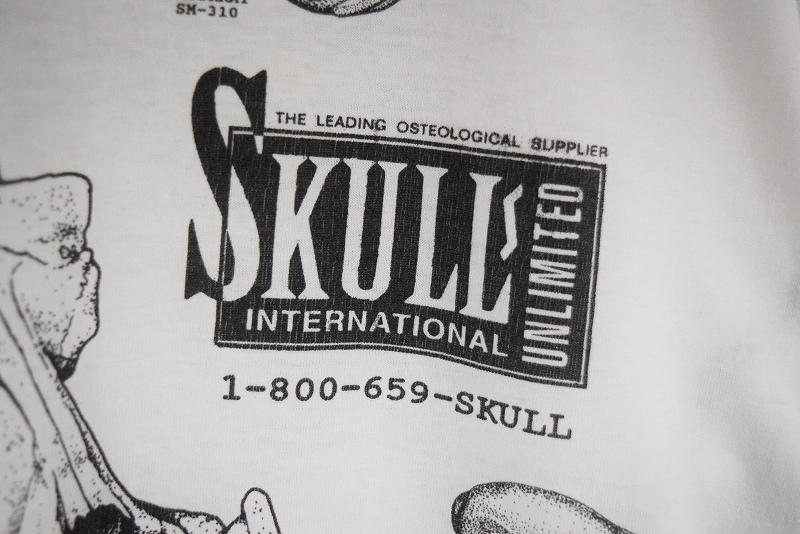 SM-310
THE LEADING OSTEOLOGICAL SUPPLIER
SKULLS
UNLIMITED
INTERNATIONAL
1-800-659-SKULL